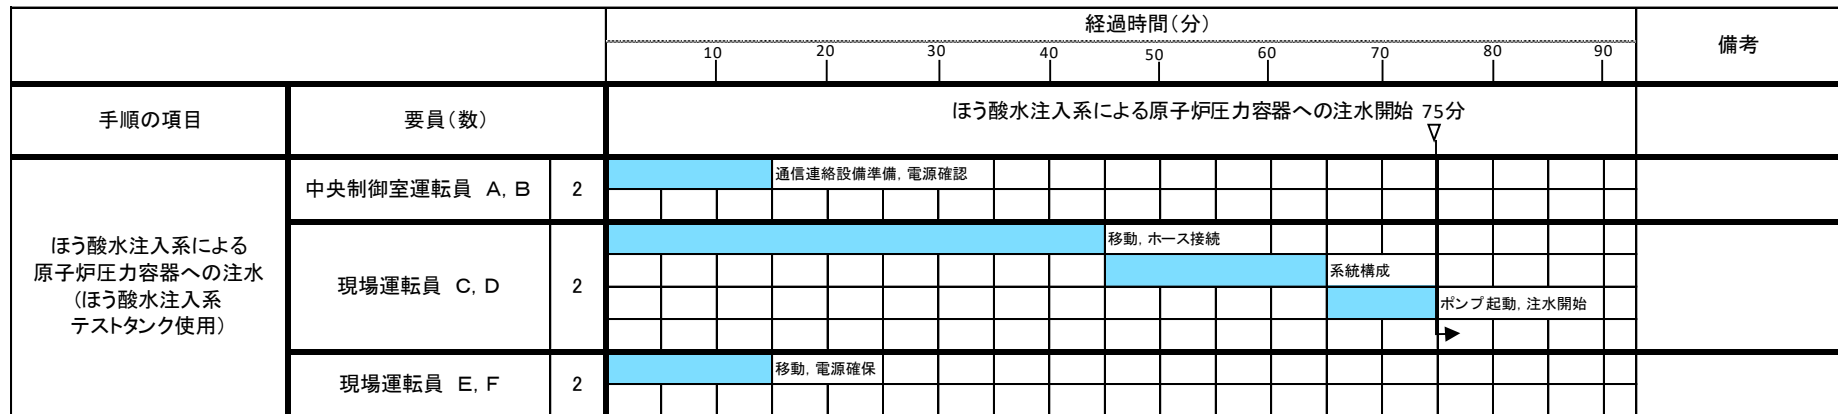 経過時間(分)
備考
10 20 30 40 50 60 70 80 90
手順の項目
要員(数)
ほう酸水注入系による原子炉圧力容器への注水開始 75分
ほう酸水注入系による
原子炉圧力容器への注水
(ほう酸水注入系
テストタンク使用)
中央制御室運転員 A,B
2
通信連絡設備準備,電源確認
現場運転員 C,D
2
移動,ホース接続
系統構成
ポンプ起動,注水開始
現場運転員 E,F
2
移動,電源確保